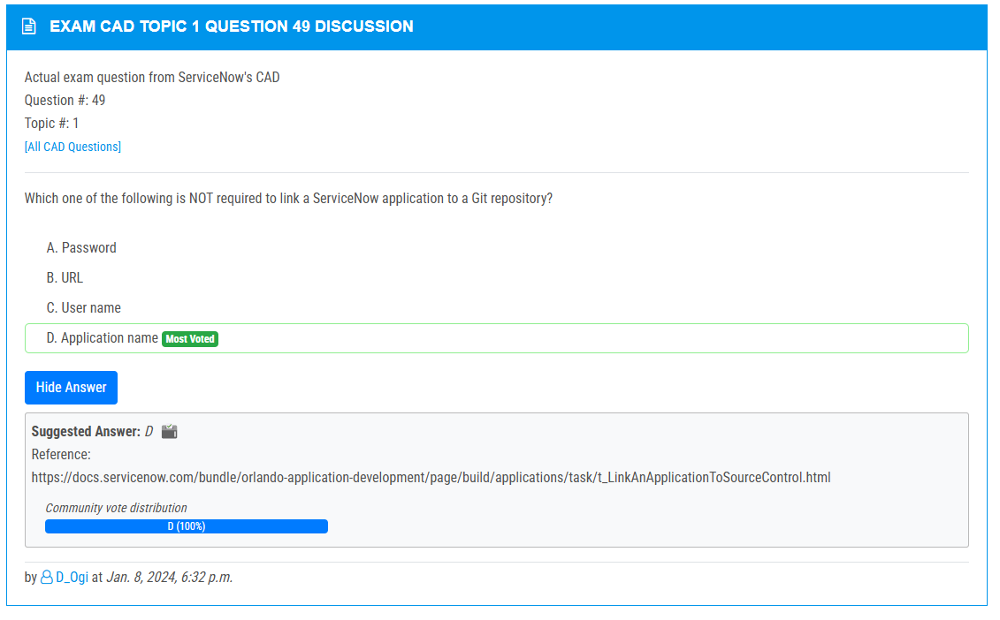 EXAM CAD TOPIC 1 QUESTION 49 DISCUSSION
Actual exam question from ServiceNow's CAD
Question #: 49
Topic #: 1
[All CAD Questions]
Which one of the following is NOT required to link a ServiceNow application to a Git repository?
A. Password
B. URL
C. User name
D. Application name Most Voted
Hide Answer
Suggested Answer: D
Reference:
https://docs.servicenow.com/bundle/orlando-application-development/page/build/applications/task/t_LinkAnApplicationToSourceControl.html
Community vote distribution
D (100%)
by D_Ogi at Jan. 8, 2024, 6:32 p.m.